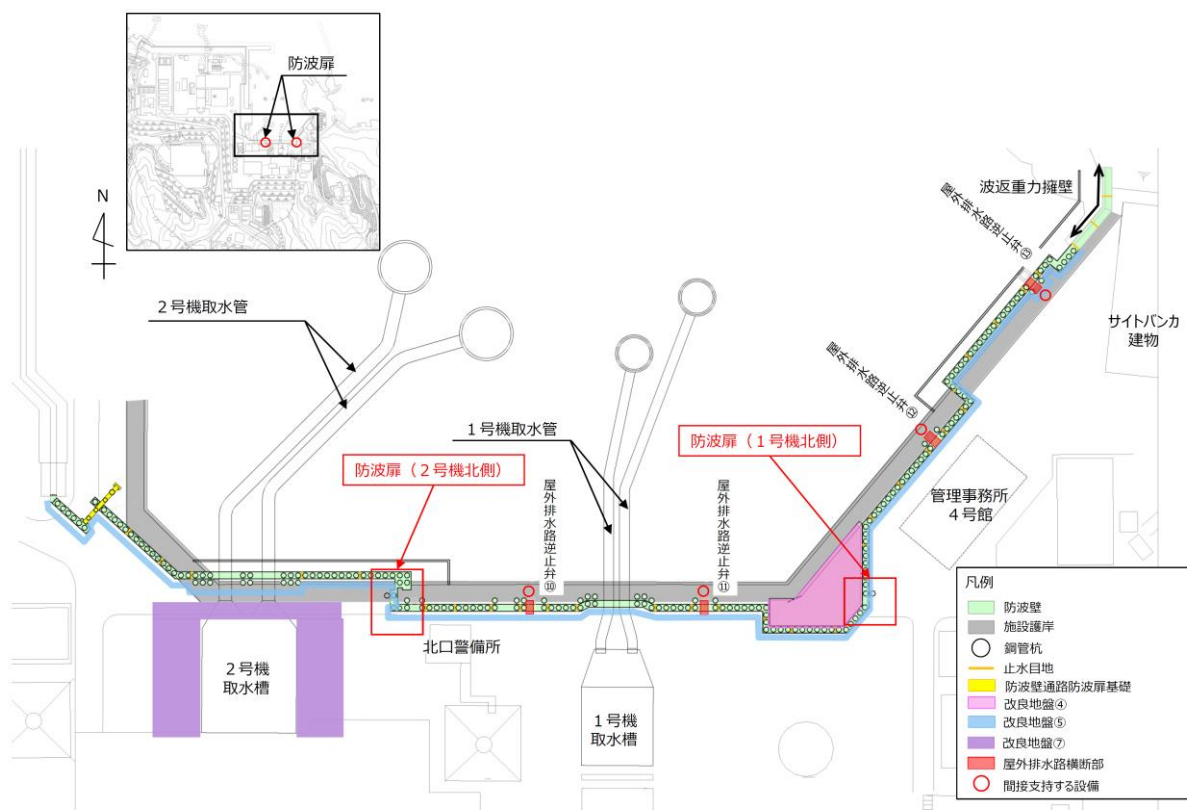 防波扉
N
2号機取水管
1号機取水管
防波扉(2号機北側)
防波扉(1号機北側)
屋外排水路逆止弁⑩
屋外排水路逆止弁⑪
屋外排水路逆止弁⑫
屋外排水路逆止弁⑬
波返重力擁壁
サイトバンカ
建物
管理事務所
4号館
北口警備所
2号機
取水槽
1号機
取水槽
凡例
防波壁
施設護岸
鋼管杭
止水目地
防波壁通路防波扉基礎
改良地盤④
改良地盤⑤
改良地盤⑦
屋外排水路横断部
間接支持する設備